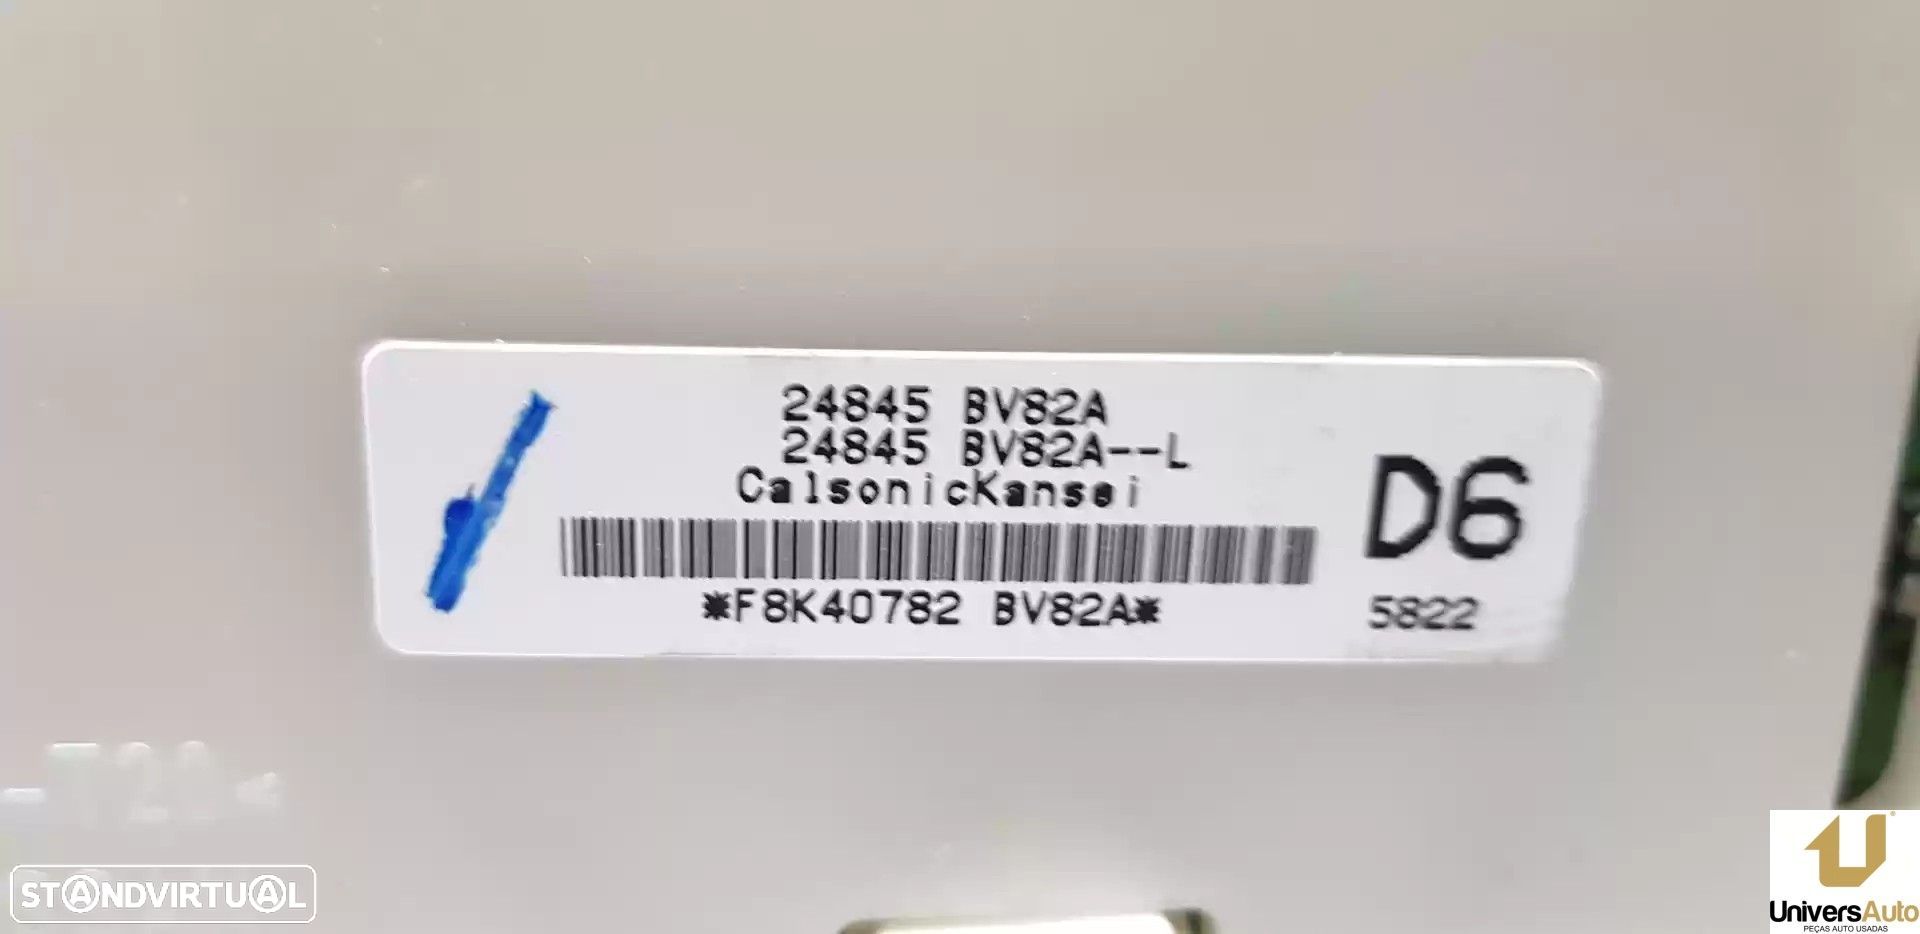 24845 BV82A
24845 BV82A--L
CalsonicKansei
D6
*F8K40782 BV82A*
5822
STANDVIRTUAL
UniversAuto
PEÇAS AUTO USADAS